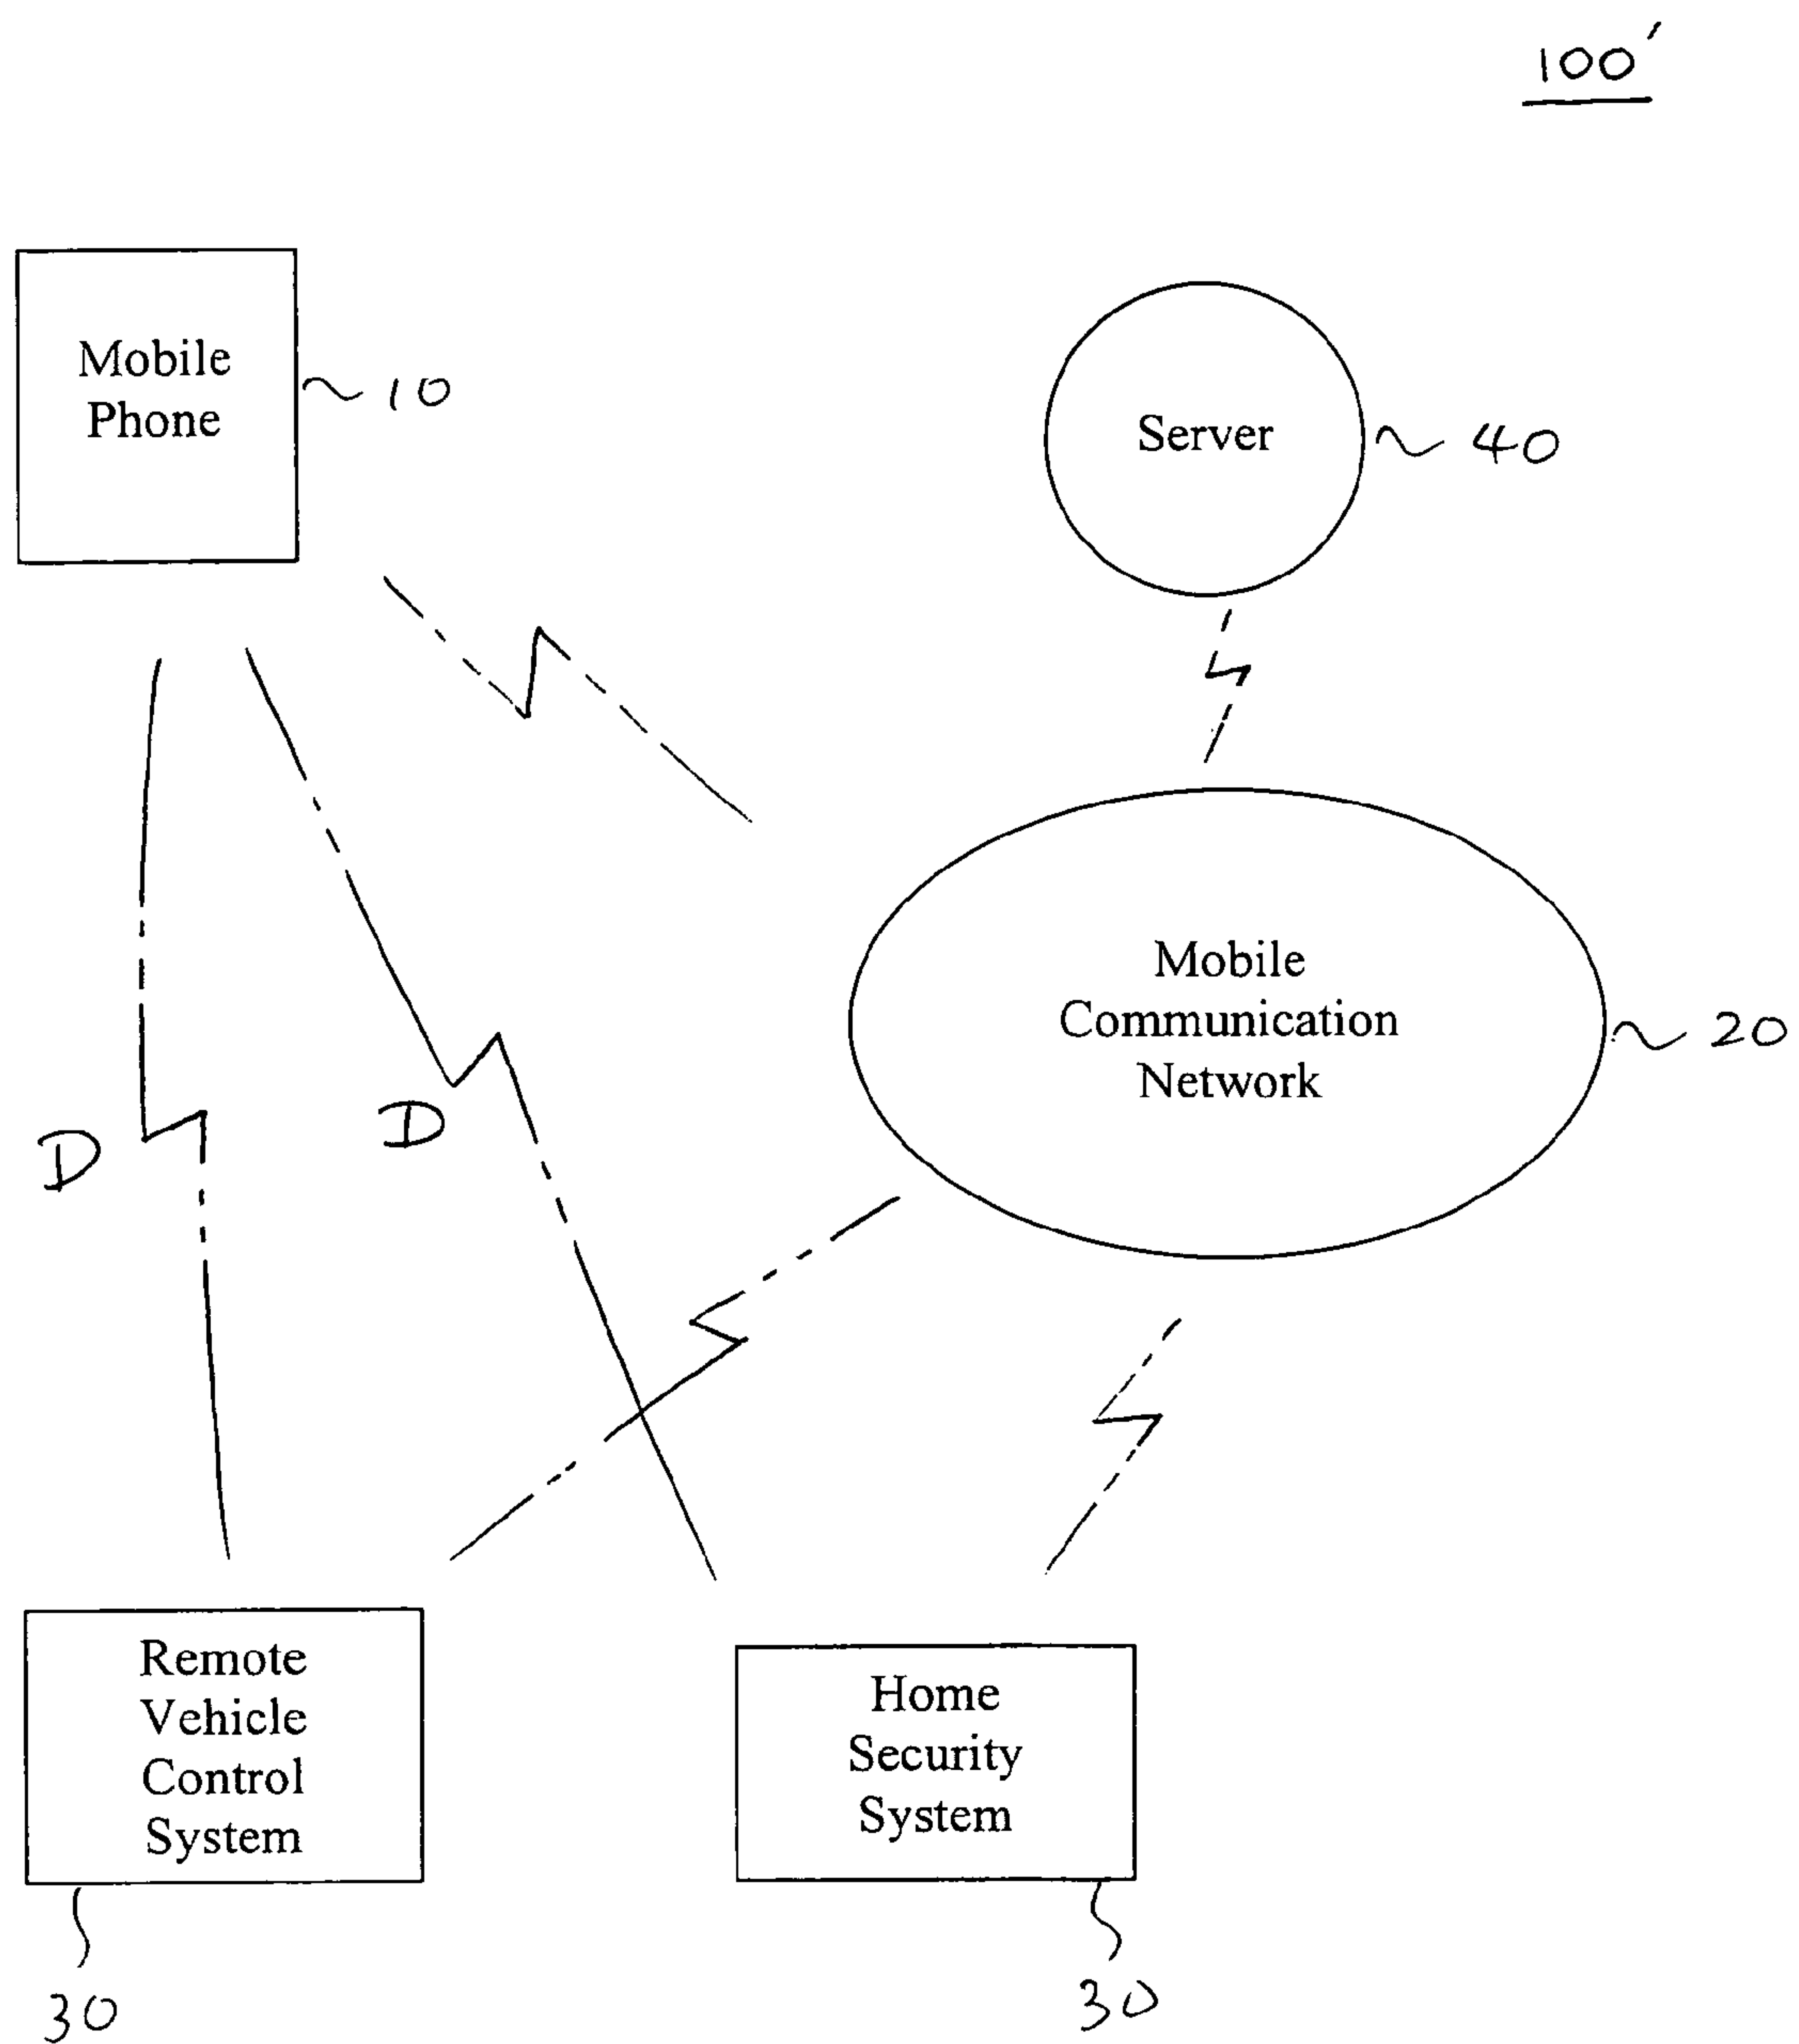 100'
Mobile
Phone
10
Server
40
Mobile
Communication
Network
20
D
D
Remote
Vehicle
Control
System
Home
Security
System
30
30